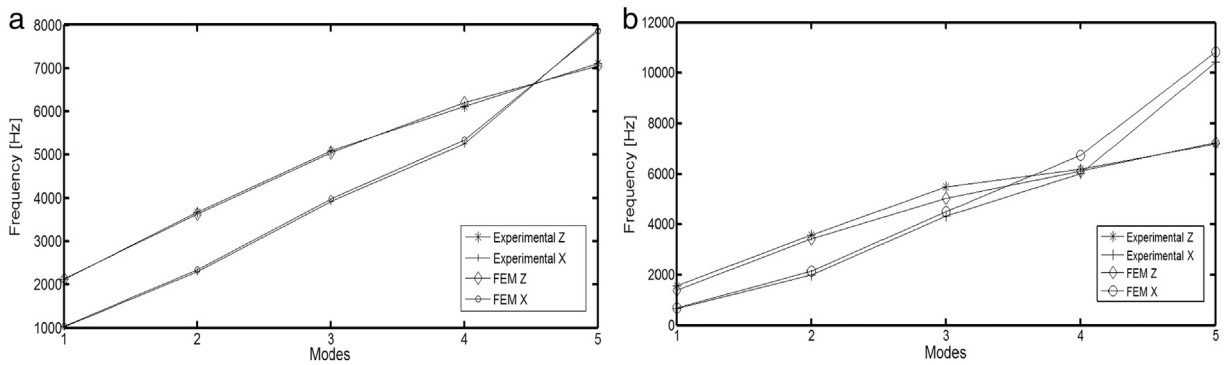 a
8000
7000
6000
5000
4000
3000
2000
1000
Frequency [Hz]
1 2 3 4 5
Modes
Experimental Z
Experimental X
FEM Z
FEM X
b
12000
10000
8000
6000
4000
2000
0
Frequency [Hz]
1 2 3 4 5
Modes
Experimental Z
Experimental X
FEM Z
FEM X